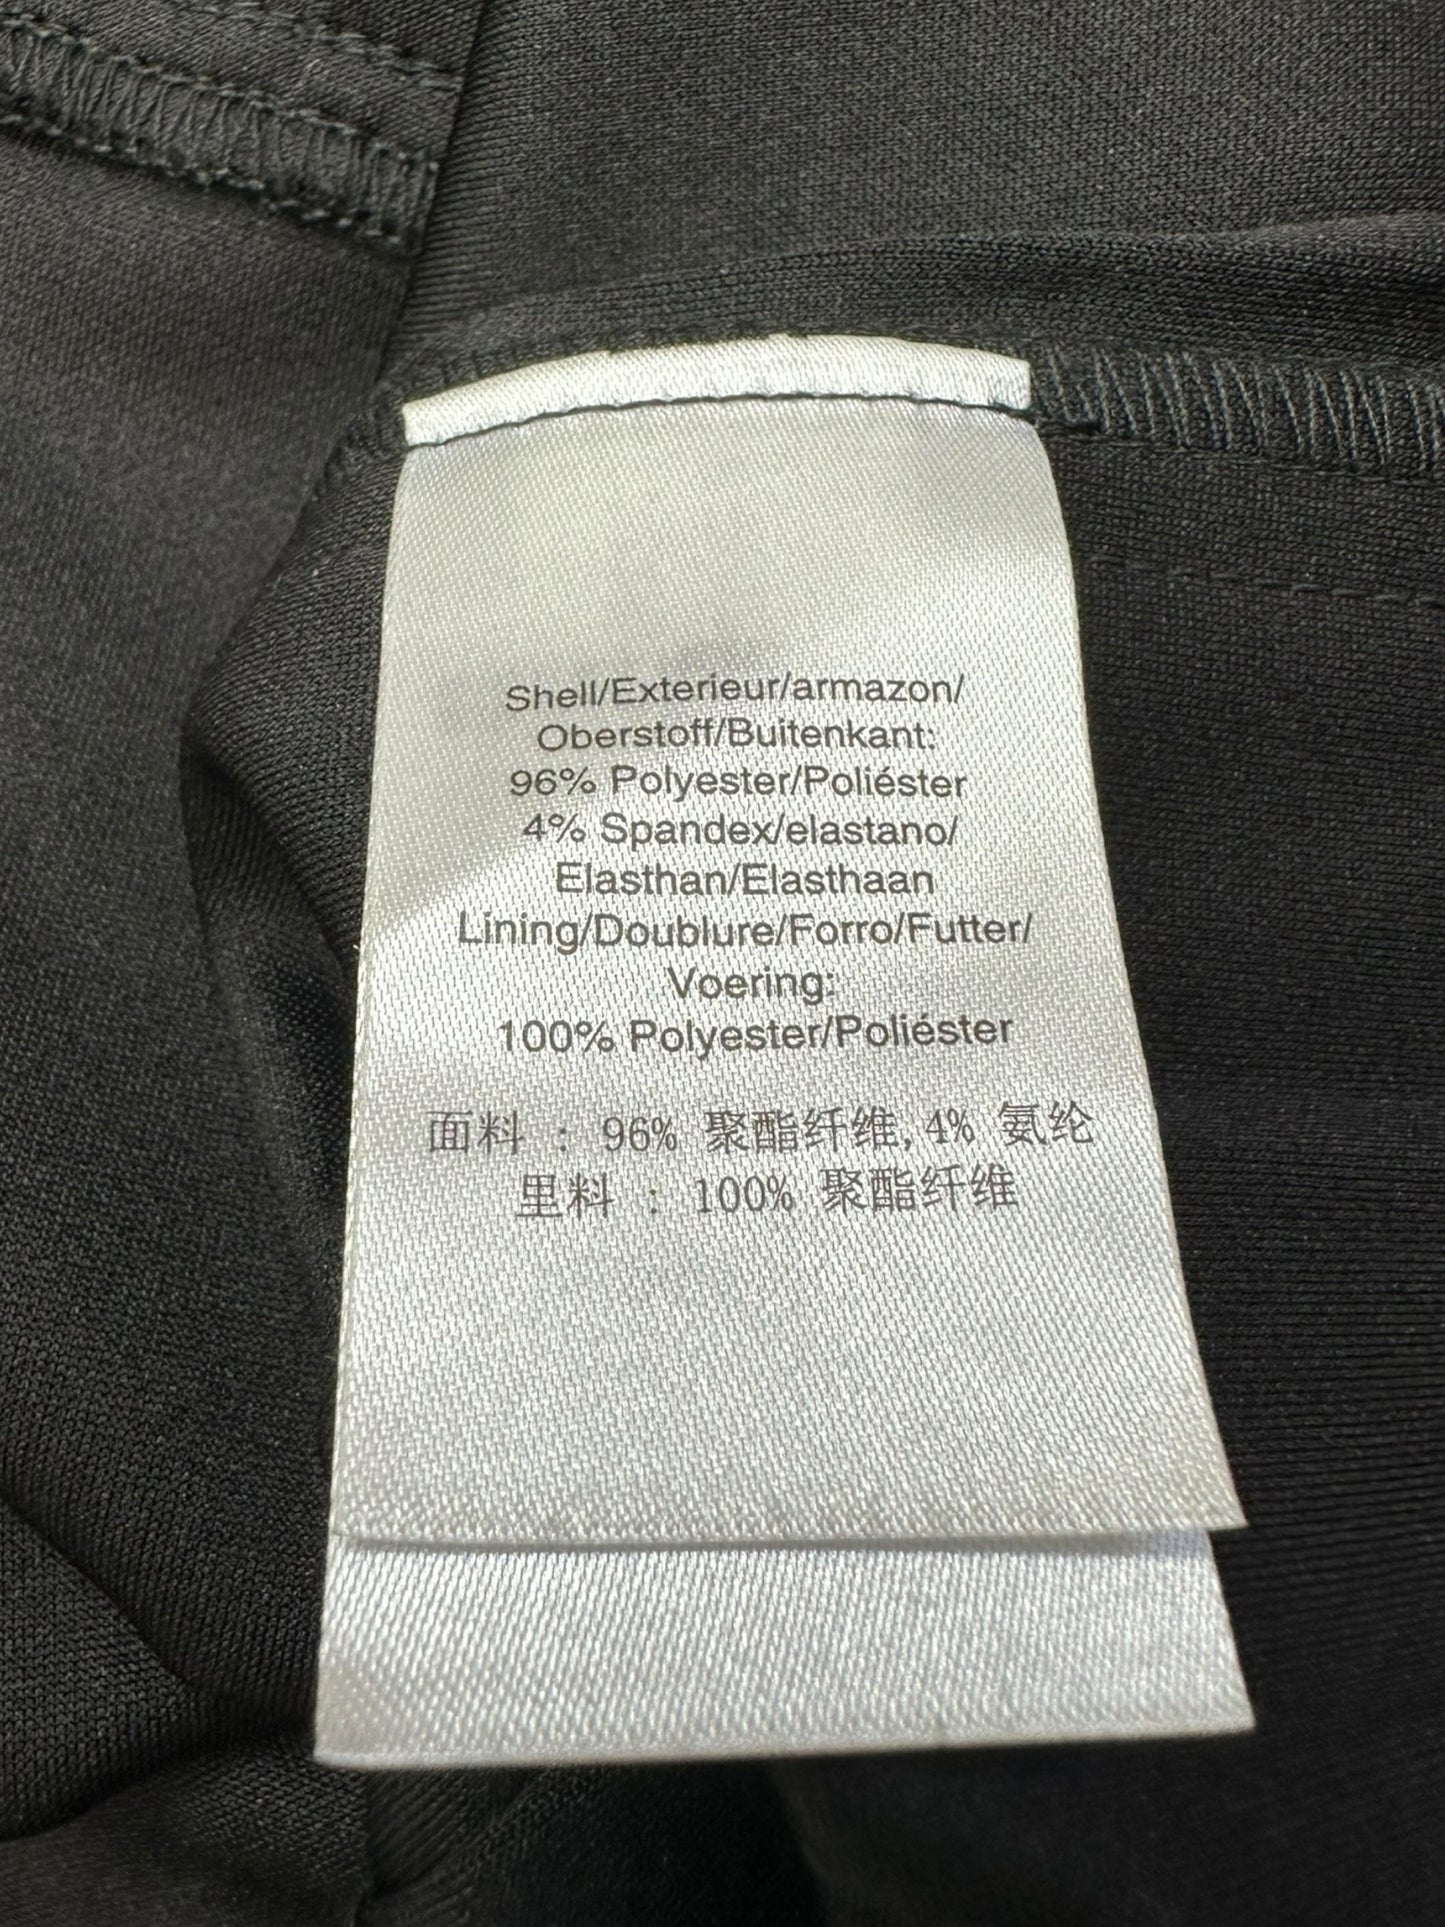 Shell/Exterieur/armazon/
Oberstoff/Buitenkant:
96% Polyester/Poliéster
4% Spandex/elastano/
Elasthan/Elasthaan
Lining/Doublure/Forro/Futter/
Voering:
100% Polyester/Poliéster
面料 : 96% 聚酯纤维,4% 氨纶
里料 : 100% 聚酯纤维